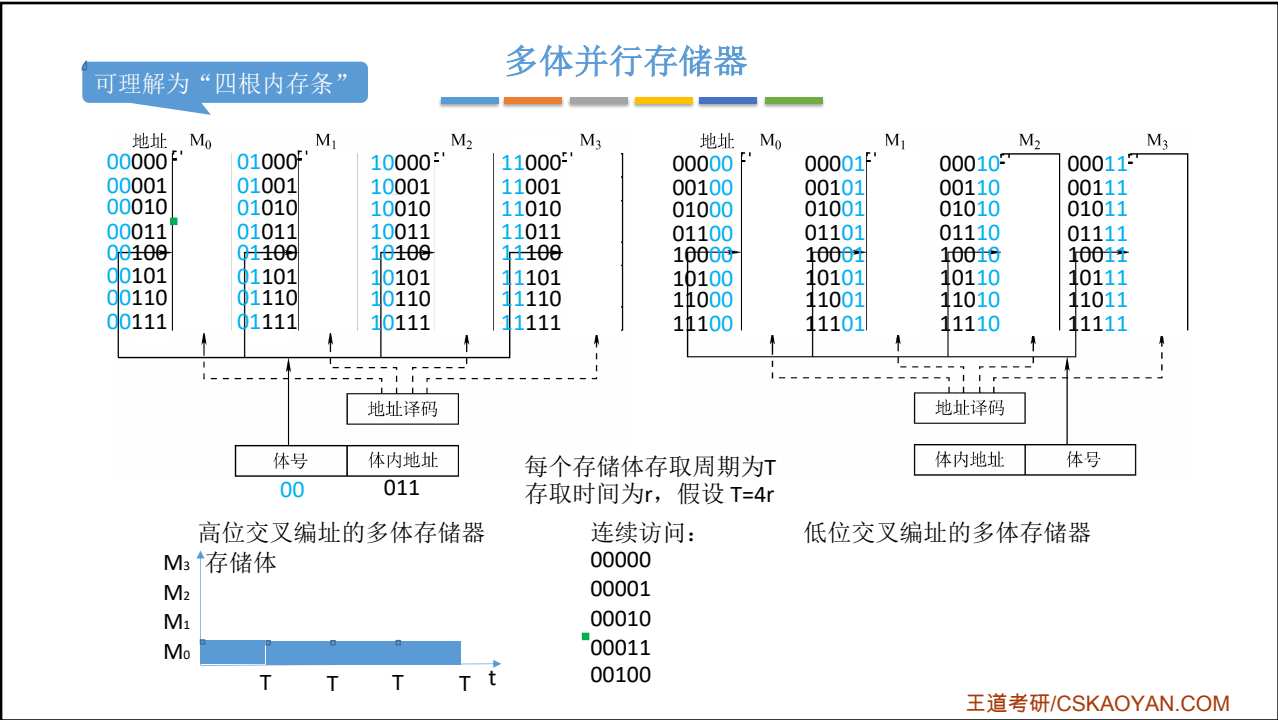 多体并行存储器
可理解为“四根内存条”
地址 M0 M1 M2 M3
00000 01000 10000 11000
00001 01001 10001 11001
00010 01010 10010 11010
00011 01011 10011 11011
00100 01100 10100 11100
00101 01101 10101 11101
00110 01110 10110 11110
00111 01111 10111 11111
地址译码
体号 体内地址
00 011
高位交叉编址的多体存储器
地址 M0 M1 M2 M3
00000 00001 00010 00011
00100 00101 00110 00111
01000 01001 01010 01011
01100 01101 01110 01111
10000 10001 10010 10011
10100 10101 10110 10111
11000 11001 11010 11011
11100 11101 11110 11111
地址译码
体内地址 体号
低位交叉编址的多体存储器
每个存储体存取周期为T
存取时间为r，假设 T=4r
存储体
M3
M2
M1
M0
T T T T t
连续访问：
00000
00001
00010
00011
00100
王道考研/CSKAOYAN.COM